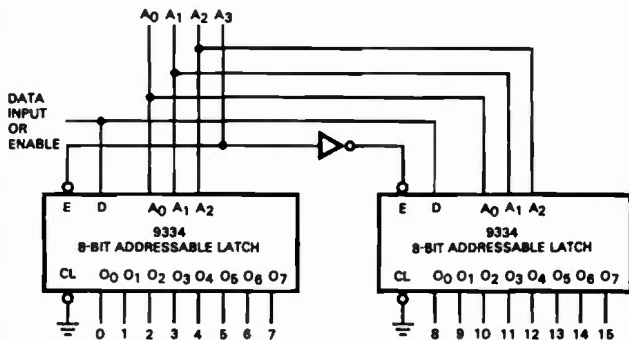 A0 A1 A2 A3
DATA
INPUT
OR
ENABLE
E D A0 A1 A2
9334
8-BIT ADDRESSABLE LATCH
CL O0 O1 O2 O3 O4 O5 O6 O7
0 1 2 3 4 5 6 7
E D A0 A1 A2
9334
8-BIT ADDRESSABLE LATCH
CL O0 O1 O2 O3 O4 O5 O6 O7
8 9 10 11 12 13 14 15